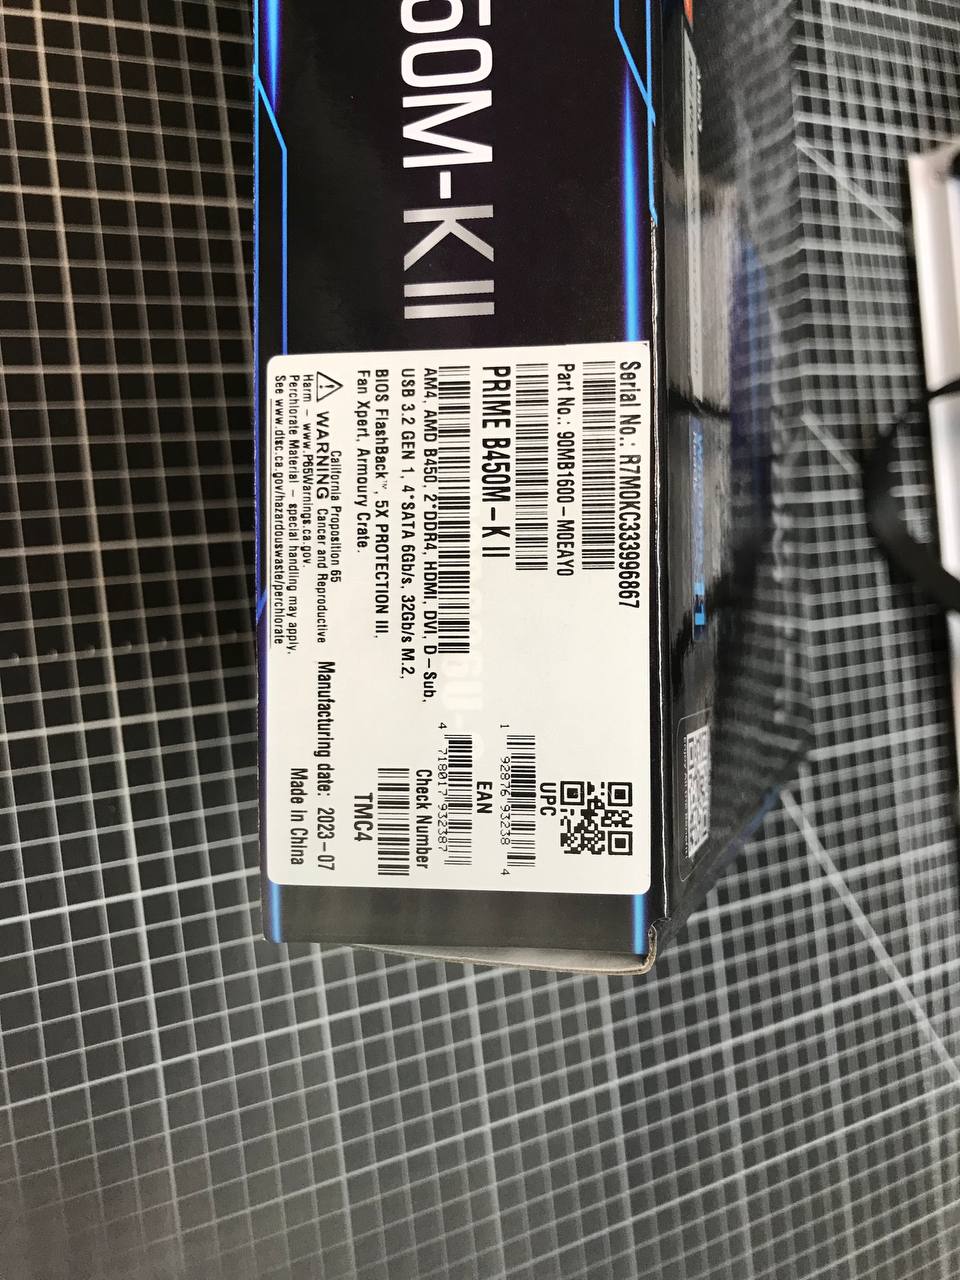 50M-KII
Serial No.: R7M0KC333996867
Part No.: 90MB1600-M0EAY0
PRIME B450M-K II
AM4, AMD B450, 2*DDR4, HDMI, DVI, D-Sub,
USB 3.2 GEN 1, 4*SATA 6Gb/s, 32Gb/s M.2,
BIOS FlashBack™, 5X PROTECTION III,
Fan Xpert, Armoury Crate.
UPC
1 92876 93238 4
EAN
4 718017 932387
Check Number
TMC4
California Proposition 65
WARNING Cancer and Reproductive
Harm - www.P65Warnings.ca.gov.
Perchlorate Material - special handling may apply,
See www.dtsc.ca.gov/hazardouswaste/perchlorate
Manufacturing date: 2023-07
Made in China